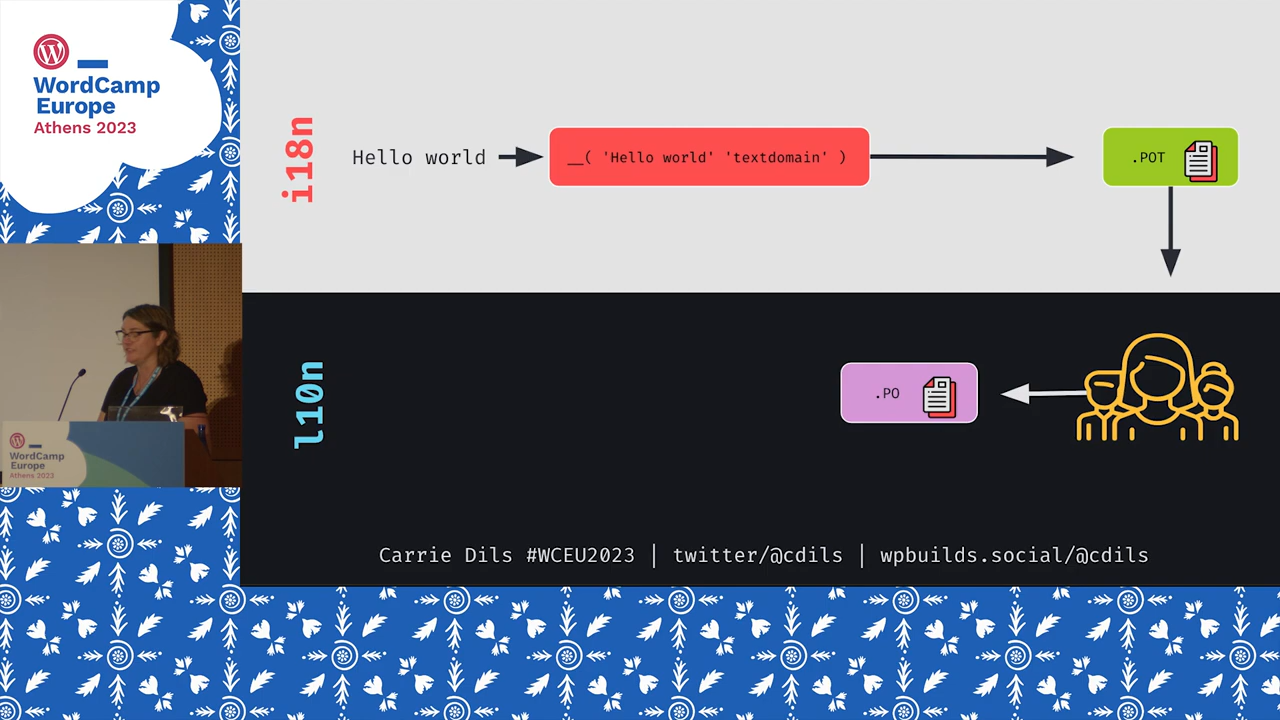 WordCamp
Europe
Athens 2023
i18n
Hello world
__( 'Hello world' 'textdomain' )
.POT
l10n
.PO
WordCamp
Europe
Athens 2023
Carrie Dils #WCEU2023 | twitter/@cdils | wpbuilds.social/@cdils